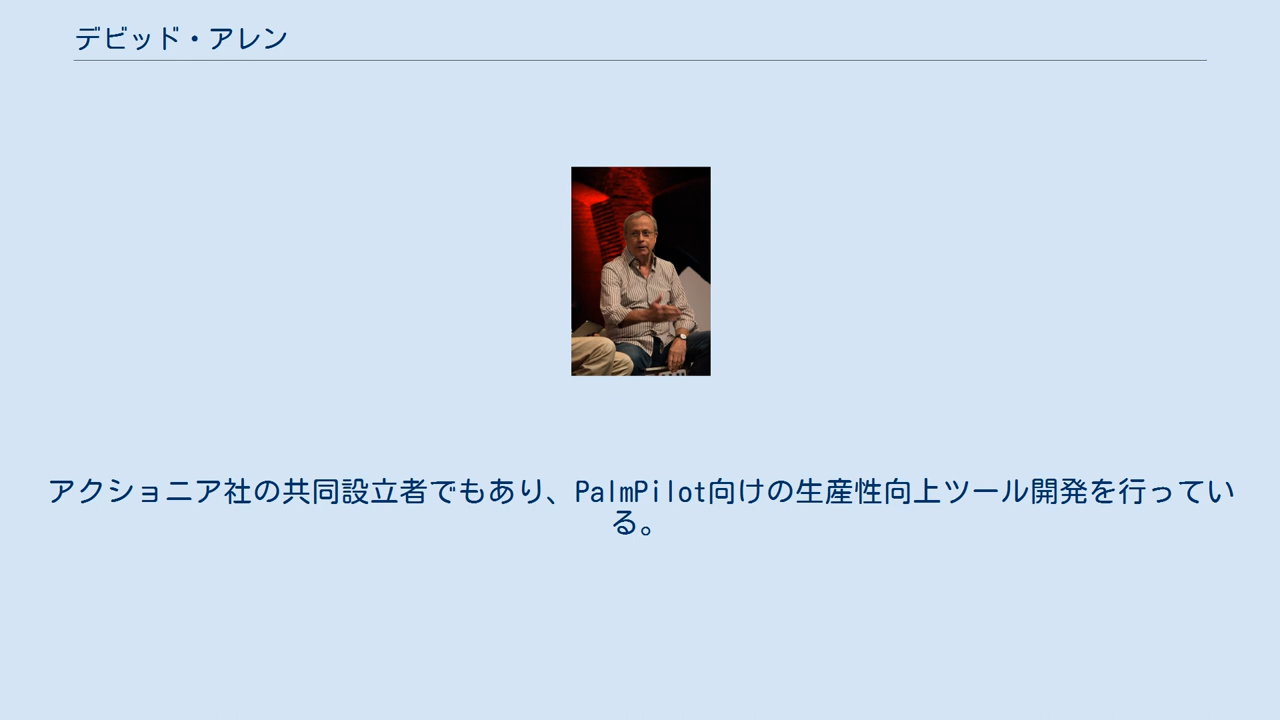 デビッド・アレン
アクショニア社の共同設立者でもあり、PalmPilot向けの生産性向上ツール開発を行ってい
る。